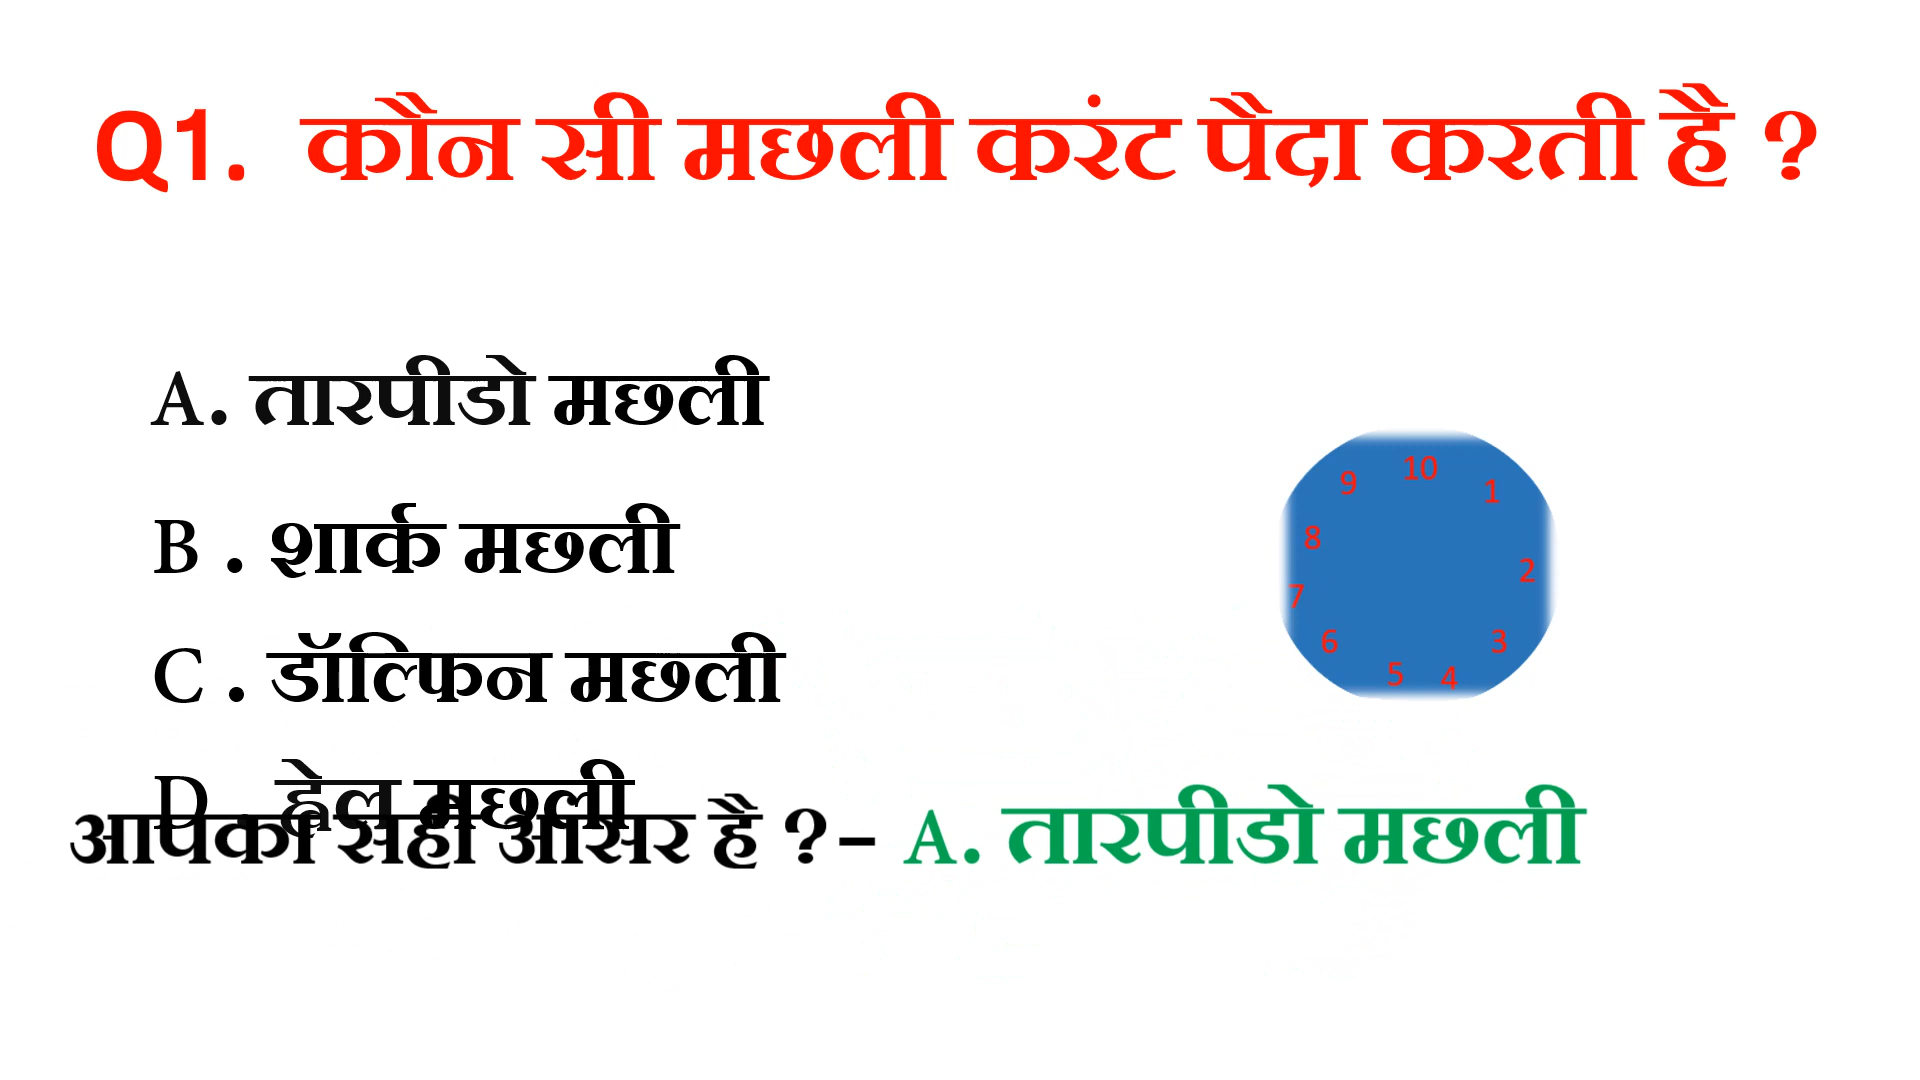 Q1. कौन सी मछली करंट पैदा करती है ?
A. तारपीडो मछली
B . शार्क मछली
C . डॉल्फिन मछली
D . ह्वेल मछली
आपका सही आंसर है ?- A. तारपीडो मछली
10
1
2
3
4
5
6
7
8
9